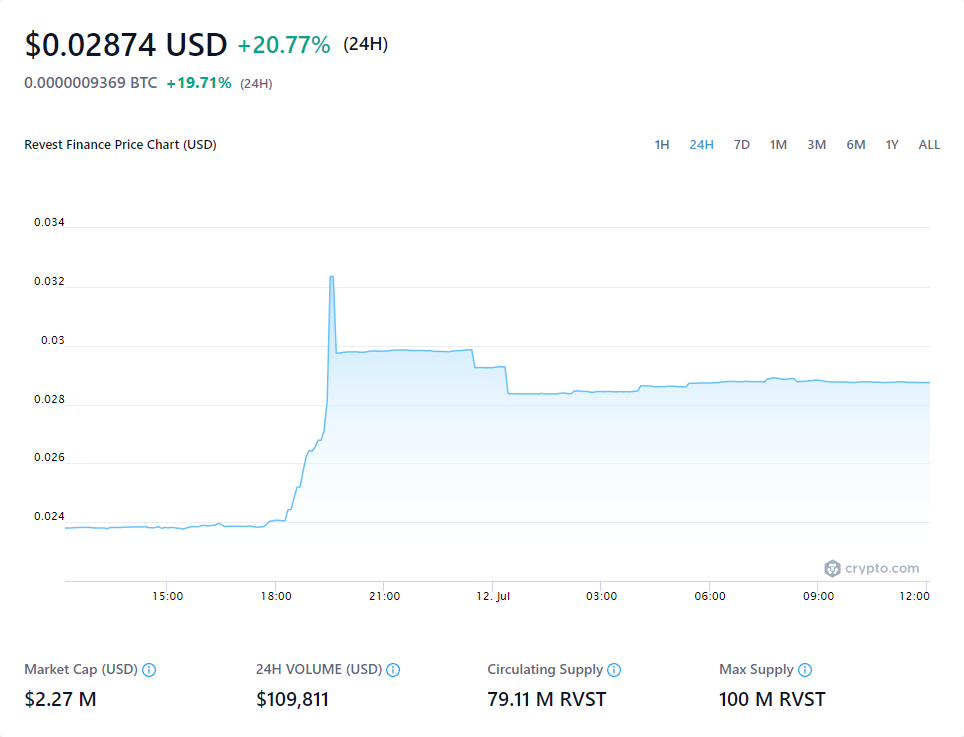 $0.02874 USD +20.77% (24H)
0.0000009369 BTC +19.71% (24H)
Revest Finance Price Chart (USD) 1H 24H 7D 1M 3M 6M 1Y ALL
0.034
0.032
0.03
0.028
0.026
0.024
crypto.com
15:00 18:00 21:00 12. Jul 03:00 06:00 09:00 12:00
Market Cap (USD) 24H VOLUME (USD) Circulating Supply Max Supply
$2.27 M $109,811 79.11 M RVST 100 M RVST